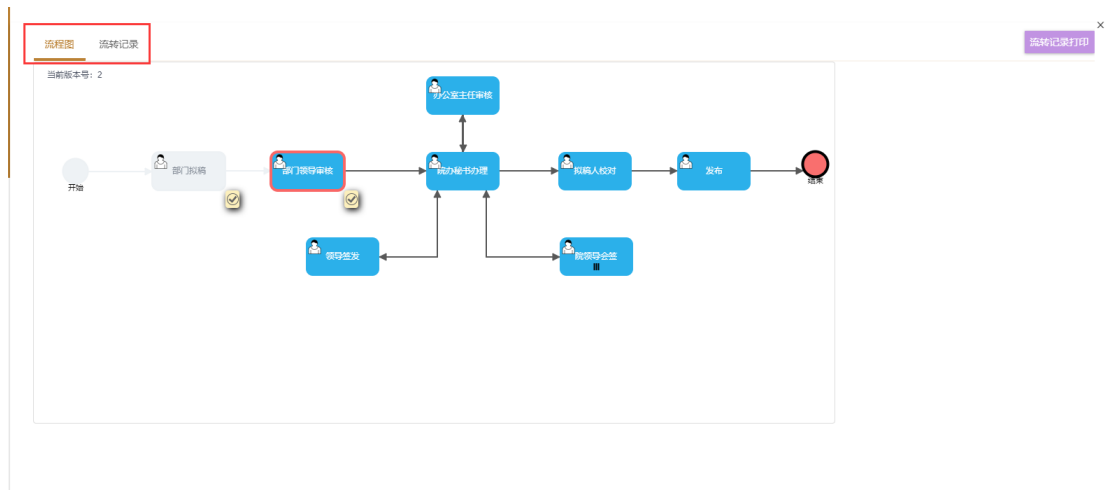 流程图 流转记录
流转记录打印
当前版本号：2
办公室主任审核
开始
部门拟稿
部门领导审核
院办秘书办理
拟稿人校对
发布
结束
领导签发
院领导会签